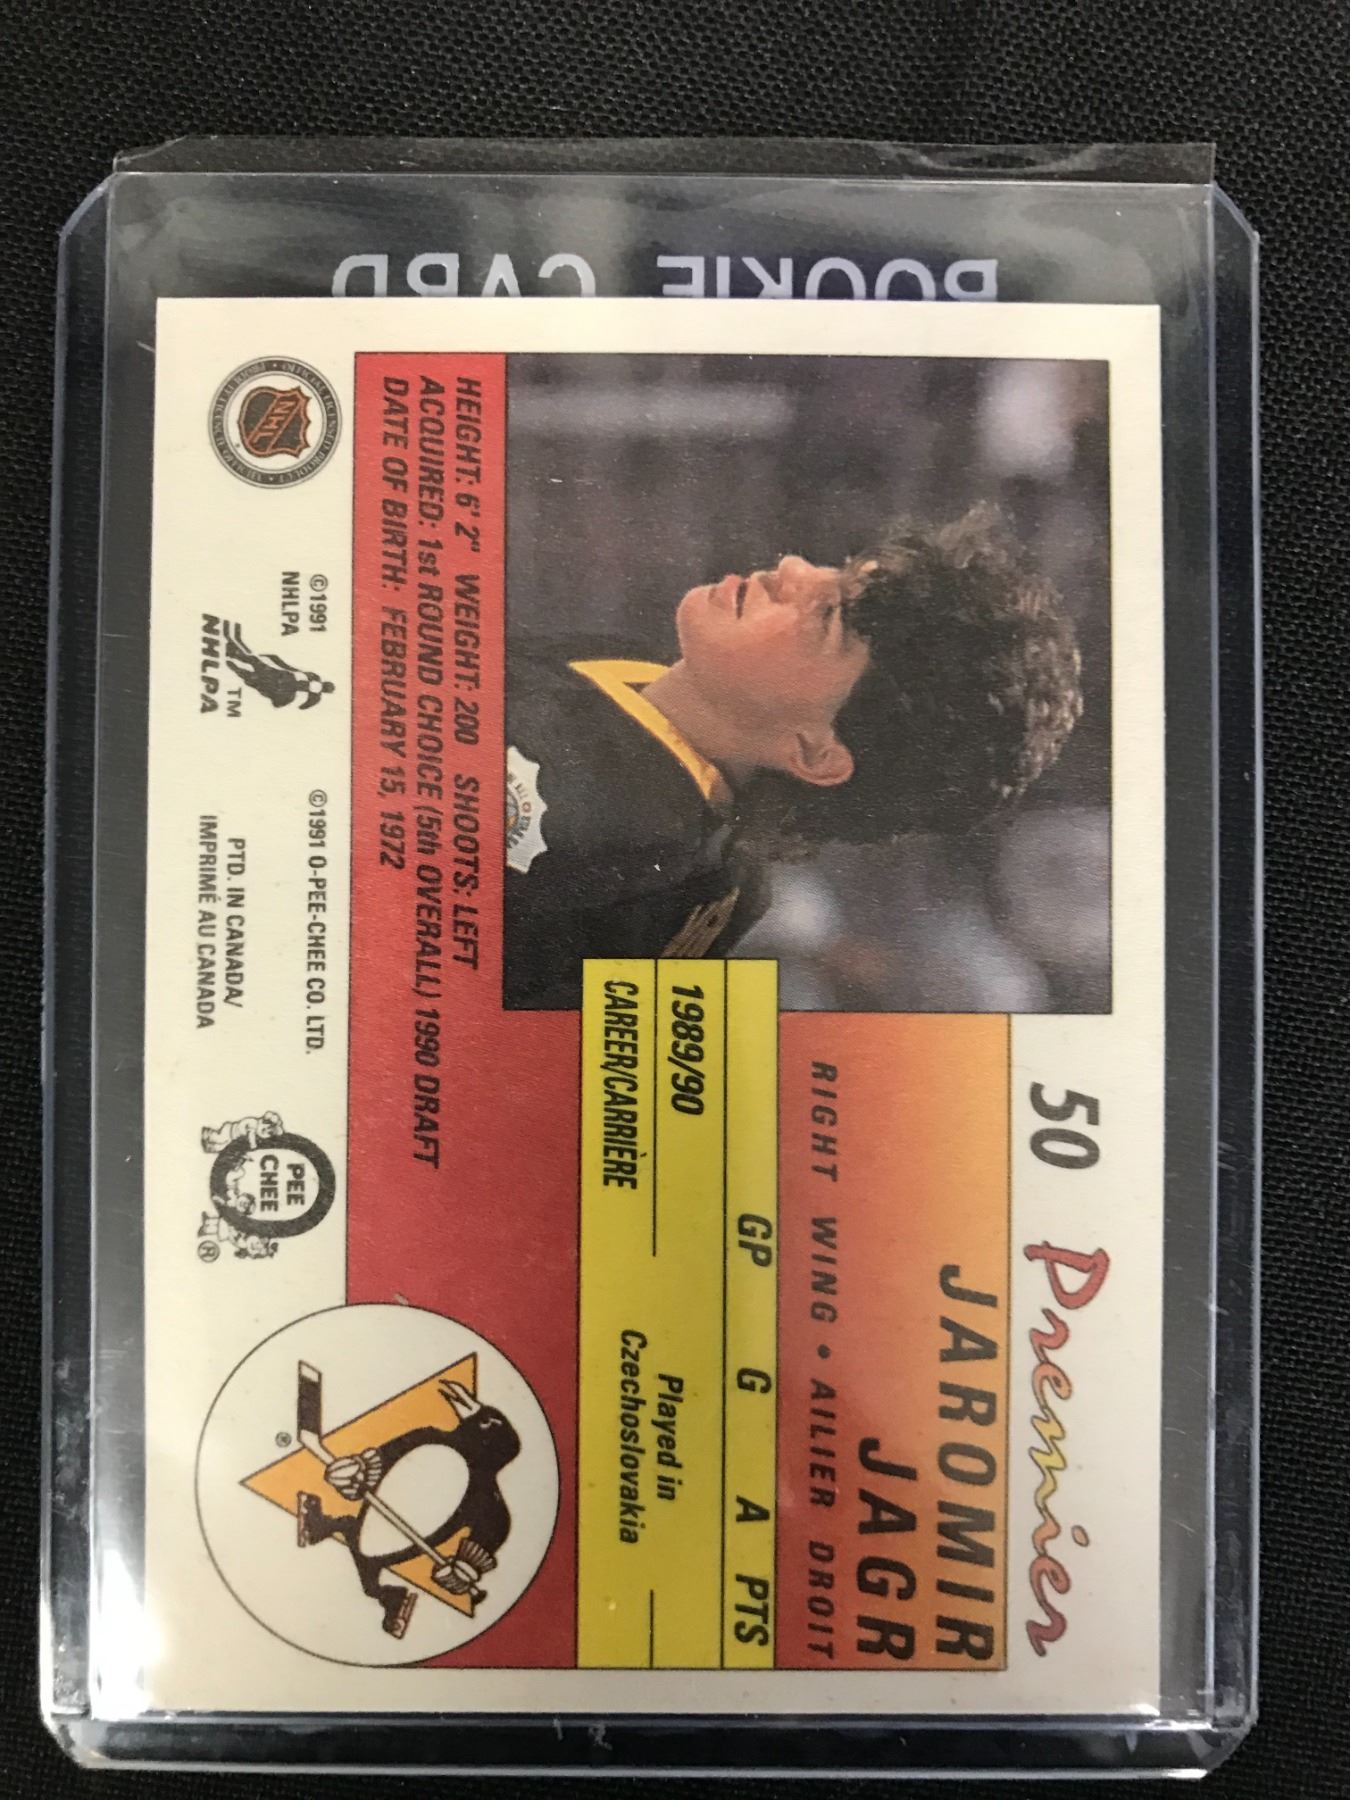 ROOKIE CARD
50 Premier
JAROMIR
JAGR
RIGHT WING • AILIER DROIT
GP G A PTS
1989/90
Played in
CAREER/CARRIÈRE
Czechoslovakia
HEIGHT: 6' 2" WEIGHT: 200 SHOOTS: LEFT
ACQUIRED: 1st ROUND CHOICE (5th OVERALL) 1990 DRAFT
DATE OF BIRTH: FEBRUARY 15, 1972
NHL
©1991
NHLPA
TM
NHLPA
©1991 O-PEE-CHEE CO. LTD.
PTD. IN CANADA/
IMPRIMÉ AU CANADA
O
PEE
CHEE
®
®